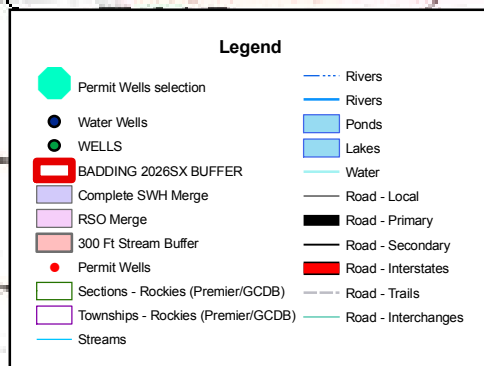 Legend
Permit Wells selection
Water Wells
WELLS
BADDING 2026SX BUFFER
Complete SWH Merge
RSO Merge
300 Ft Stream Buffer
Permit Wells
Sections - Rockies (Premier/GCDB)
Townships - Rockies (Premier/GCDB)
Streams
Rivers
Rivers
Ponds
Lakes
Water
Road - Local
Road - Primary
Road - Secondary
Road - Interstates
Road - Trails
Road - Interchanges